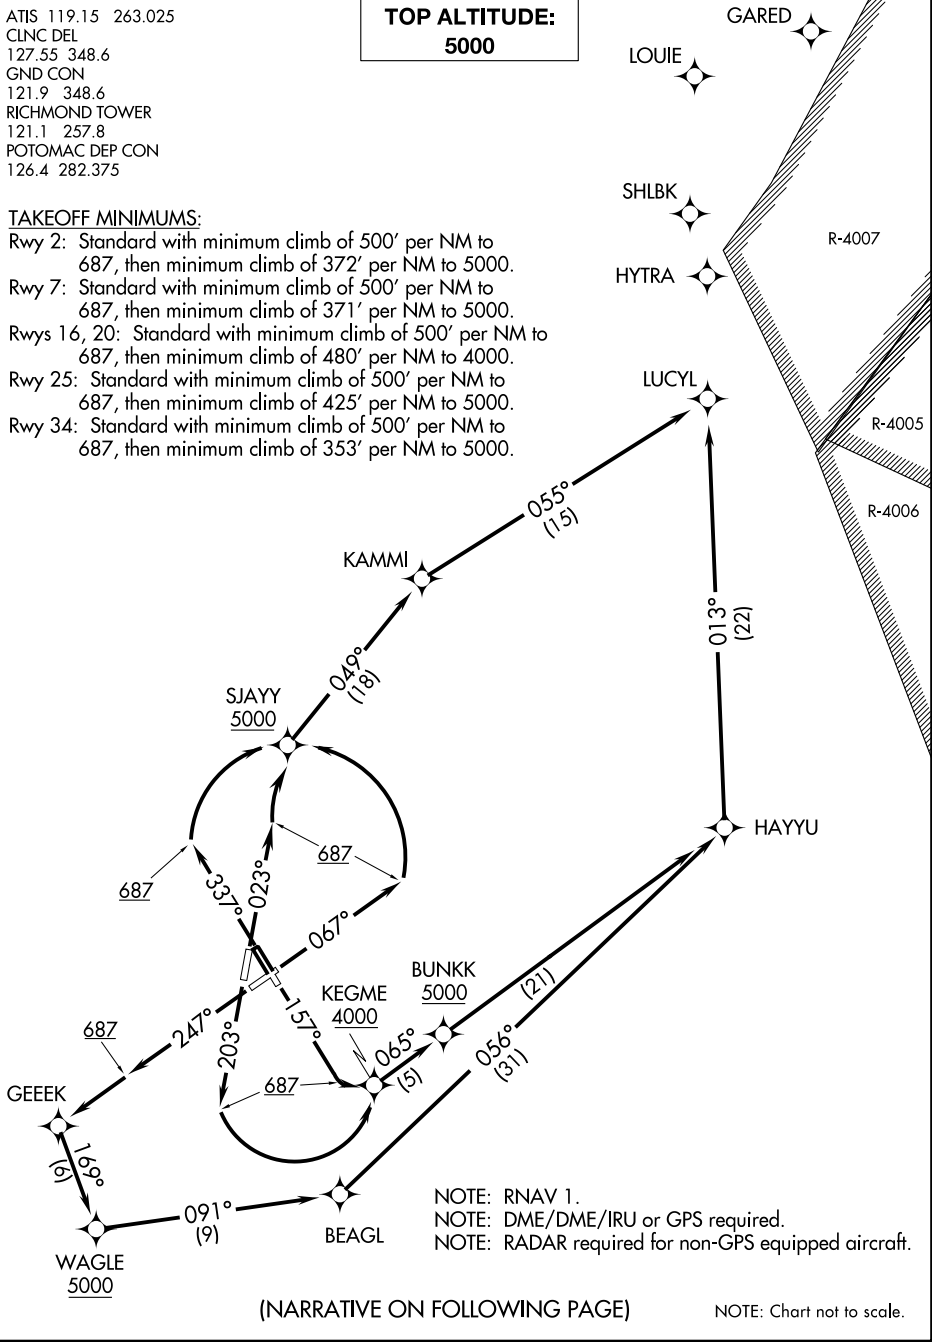 ATIS 119.15 263.025
CLNC DEL
127.55 348.6
GND CON
121.9 348.6
RICHMOND TOWER
121.1 257.8
POTOMAC DEP CON
126.4 282.375
TOP ALTITUDE:
5000
GARED
LOUIE
SHLBK
HYTRA
LUCYL
R-4007
R-4005
R-4006
TAKEOFF MINIMUMS:
Rwy 2: Standard with minimum climb of 500′ per NM to
687, then minimum climb of 372′ per NM to 5000.
Rwy 7: Standard with minimum climb of 500′ per NM to
687, then minimum climb of 371′ per NM to 5000.
Rwys 16, 20: Standard with minimum climb of 500′ per NM to
687, then minimum climb of 480′ per NM to 4000.
Rwy 25: Standard with minimum climb of 500′ per NM to
687, then minimum climb of 425′ per NM to 5000.
Rwy 34: Standard with minimum climb of 500′ per NM to
687, then minimum climb of 353′ per NM to 5000.
055°
(15)
KAMMI
013°
(22)
049°
(18)
SJAYY
5000
HAYYU
687
687
337°
023°
067°
BUNKK
5000
(21)
KEGME
4000
157°
247°
203°
687
065°
(5)
056°
(31)
687
GEEEK
169°
(6)
091°
(9)
WAGLE
5000
BEAGL
NOTE: RNAV 1.
NOTE: DME/DME/IRU or GPS required.
NOTE: RADAR required for non-GPS equipped aircraft.
(NARRATIVE ON FOLLOWING PAGE)
NOTE: Chart not to scale.